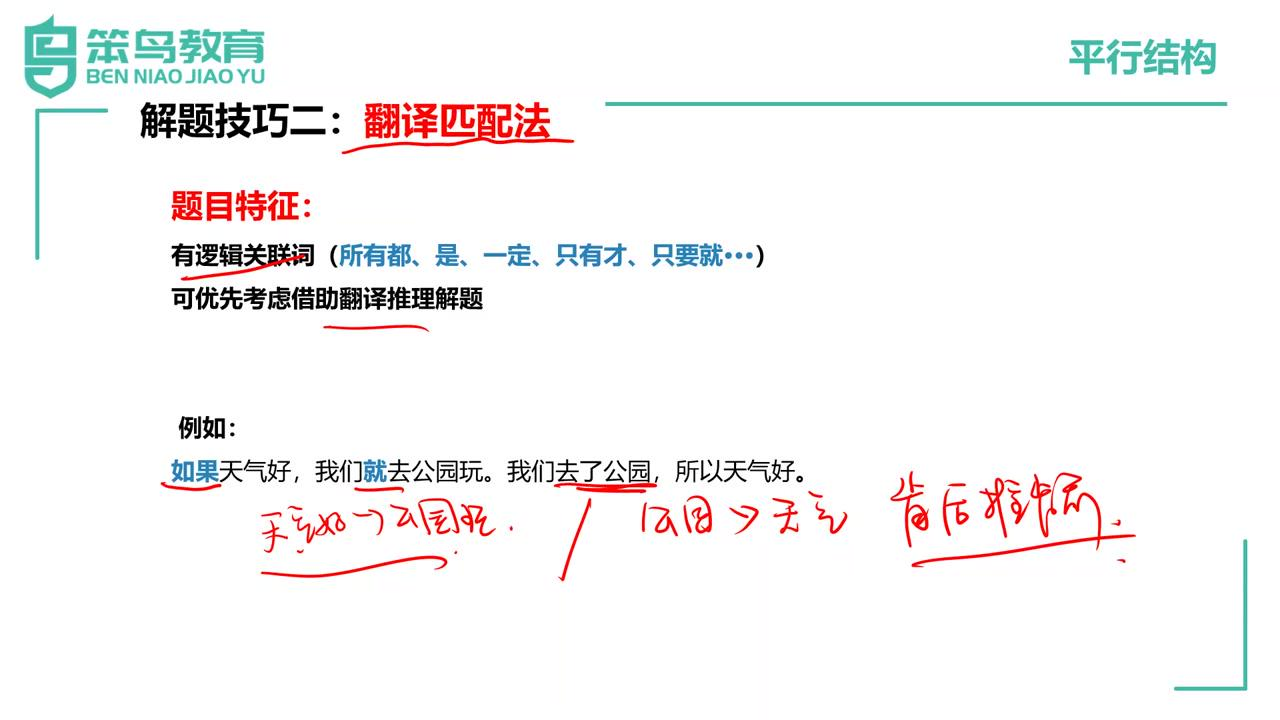 笨鸟教育
BEN NIAO JIAO YU
平行结构
解题技巧二：翻译匹配法
题目特征：
有逻辑关联词（所有都、是、一定、只有才、只要就···）
可优先考虑借助翻译推理解题
例如：
如果天气好，我们就去公园玩。我们去了公园，所以天气好。
天气好→公园玩.
公园→天气
肯后推肯前